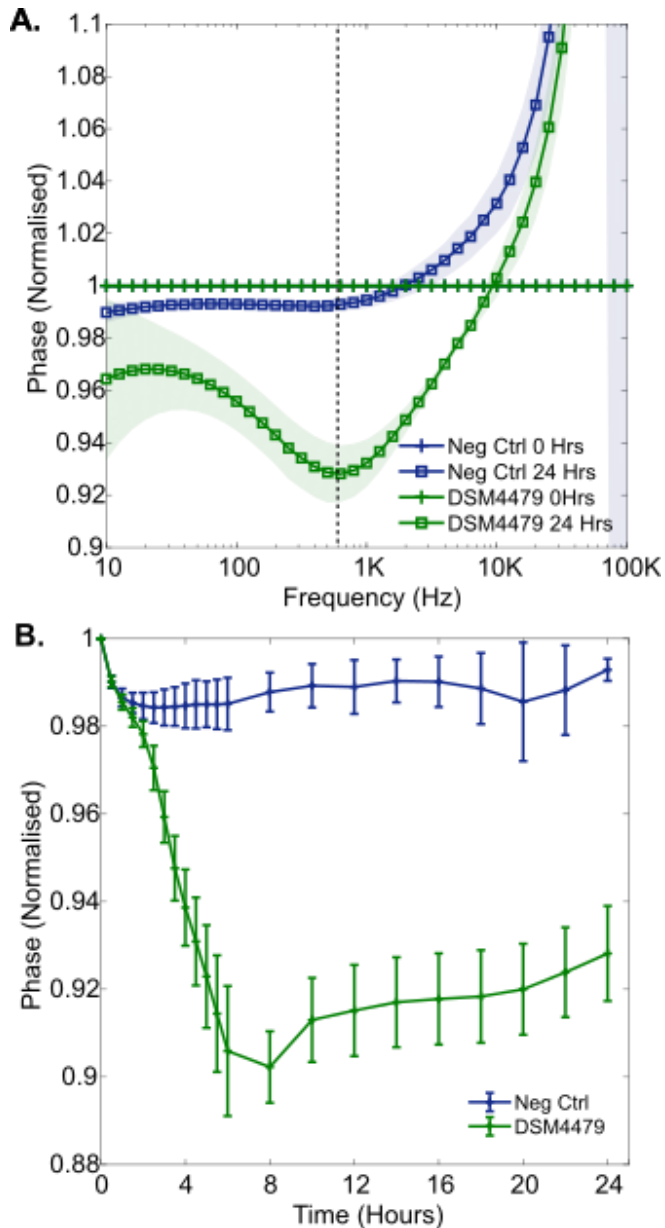 A.
1.1
1.08
1.06
1.04
1.02
1
0.98
0.96
0.94
0.92
0.9
Phase (Normalised)
Neg Ctrl 0 Hrs
Neg Ctrl 24 Hrs
DSM4479 0Hrs
DSM4479 24 Hrs
10 100 1K 10K 100K
Frequency (Hz)
B.
1
0.98
0.96
0.94
0.92
0.9
0.88
Phase (Normalised)
Neg Ctrl
DSM4479
0 4 8 12 16 20 24
Time (Hours)